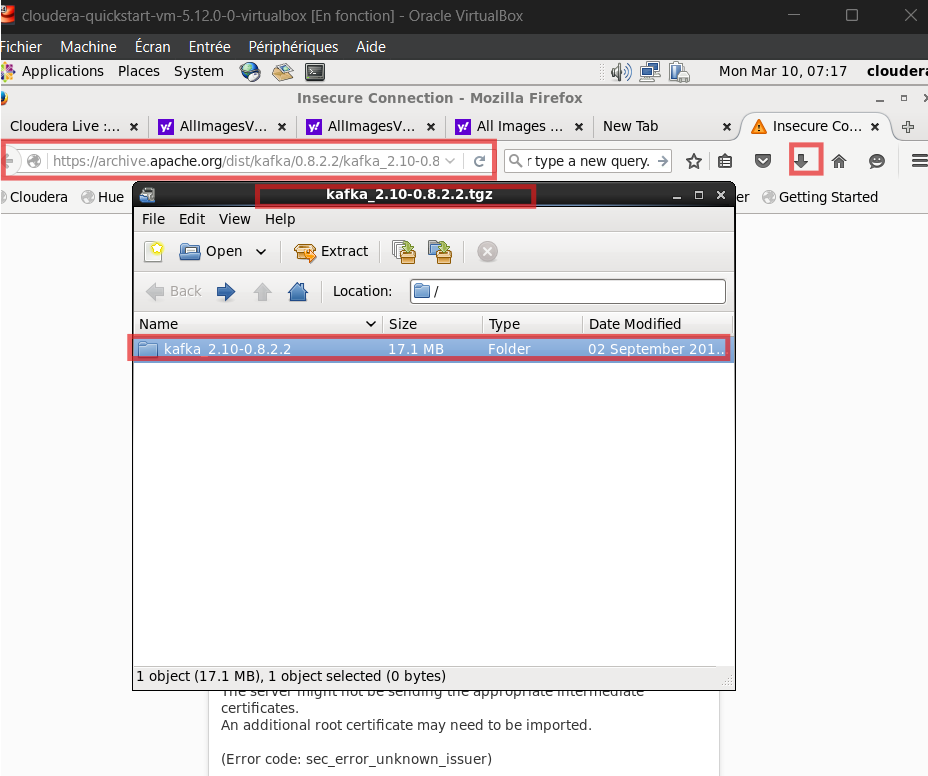 cloudera-quickstart-vm-5.12.0-0-virtualbox [En fonction] - Oracle VirtualBox
Fichier Machine Écran Entrée Périphériques Aide
Applications Places System Mon Mar 10, 07:17 cloudera
Insecure Connection - Mozilla Firefox
Cloudera Live :... AllImagesV... AllImagesV... All Images ... New Tab Insecure Co...
https://archive.apache.org/dist/kafka/0.8.2.2/kafka_2.10-0.8 r type a new query.
Cloudera Hue er Getting Started
kafka_2.10-0.8.2.2.tgz
File Edit View Help
Open Extract
Back Location: /
Name Size Type Date Modified
kafka_2.10-0.8.2.2 17.1 MB Folder 02 September 201...
1 object (17.1 MB), 1 object selected (0 bytes)
The server might not be sending the appropriate intermediate
certificates.
An additional root certificate may need to be imported.
(Error code: sec_error_unknown_issuer)